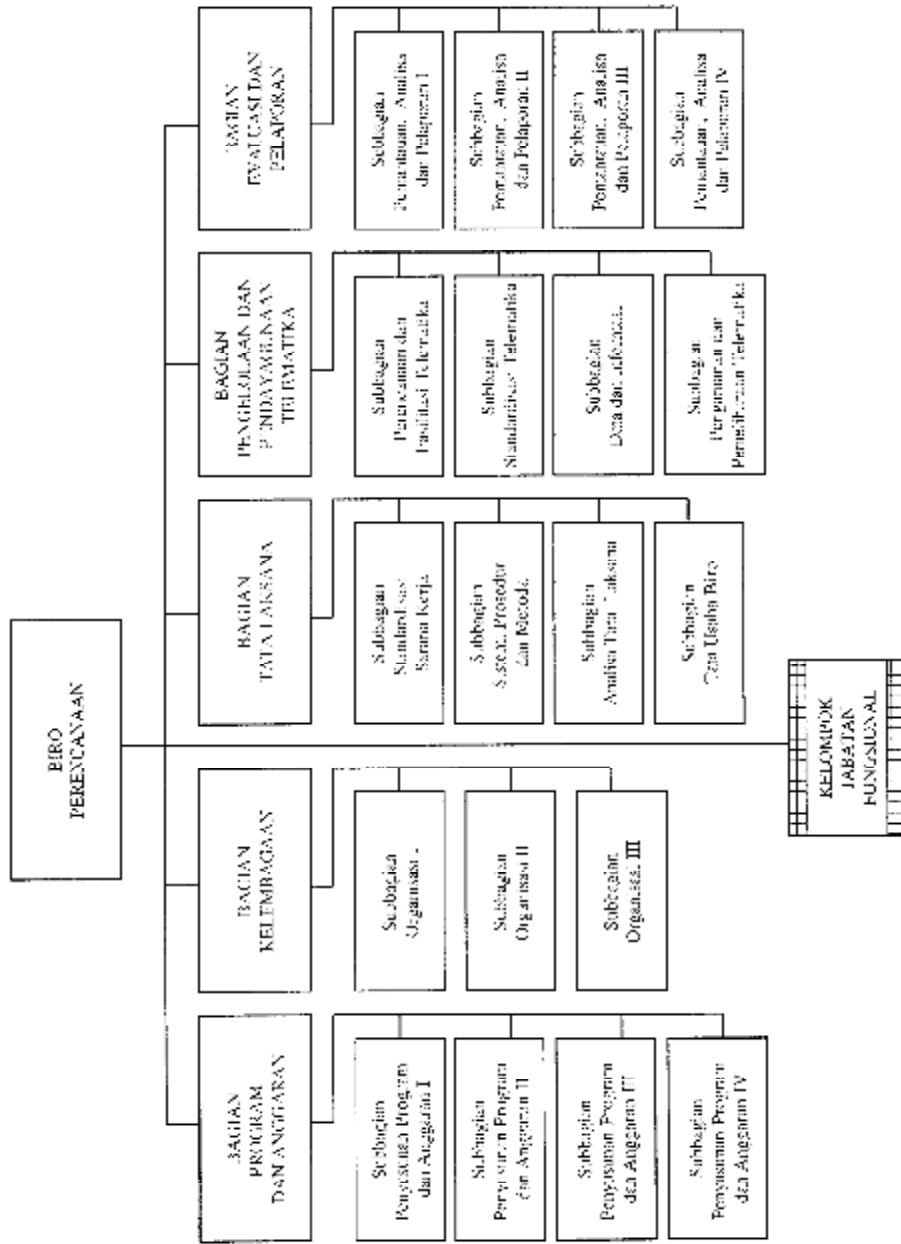 BIRO
PERENCANAAN
BAGIAN
PROGRAM
DAN ANGGARAN
Subbagian
Penyusunan Program
dan Anggaran I
Subbagian
Penyusunan Program
dan Anggaran II
Subbagian
Penyusunan Program
dan Anggaran III
Subbagian
Penyusunan Program
dan Anggaran IV
BAGIAN
KELEMBAGAAN
Subbagian
Organisasi I
Subbagian
Organisasi II
Subbagian
Organisasi III
BAGIAN
TATA LAKSANA
Subbagian
Standardisasi
Sarana Kerja
Subbagian
Sistem, Prosedur
dan Metoda
Subbagian
Analisa Tata Laksana
Subbagian
Tata Usaha Biro
BAGIAN
PENGELOLAAN DAN
PENDAYAGUNAAN
TELEMATIKA
Subbagian
Perencanaan dan
Fasilitasi Telematika
Subbagian
Standardisasi Telematika
Subbagian
Data dan Informasi
Subbagian
Pengamanan dan
Pemeliharaan Telematika
BAGIAN
EVALUASI DAN
PELAPORAN
Subbagian
Pemantauan, Analisa
dan Pelaporan I
Subbagian
Pemantauan, Analisa
dan Pelaporan II
Subbagian
Pemantauan, Analisa
dan Pelaporan III
Subbagian
Pemantauan, Analisa
dan Pelaporan IV
KELOMPOK
JABATAN
FUNGSIONAL